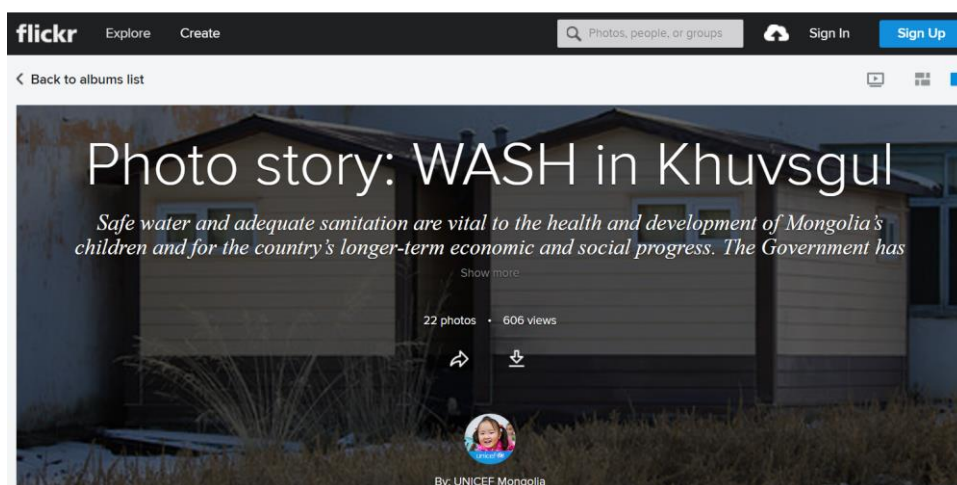 flickr Explore Create Photos, people, or groups Sign In Sign Up
Back to albums list
Photo story: WASH in Khuvsgul
Safe water and adequate sanitation are vital to the health and development of Mongolia's
children and for the country's longer-term economic and social progress. The Government has
Show more
22 photos • 606 views
unicef
By: UNICEF Mongolia